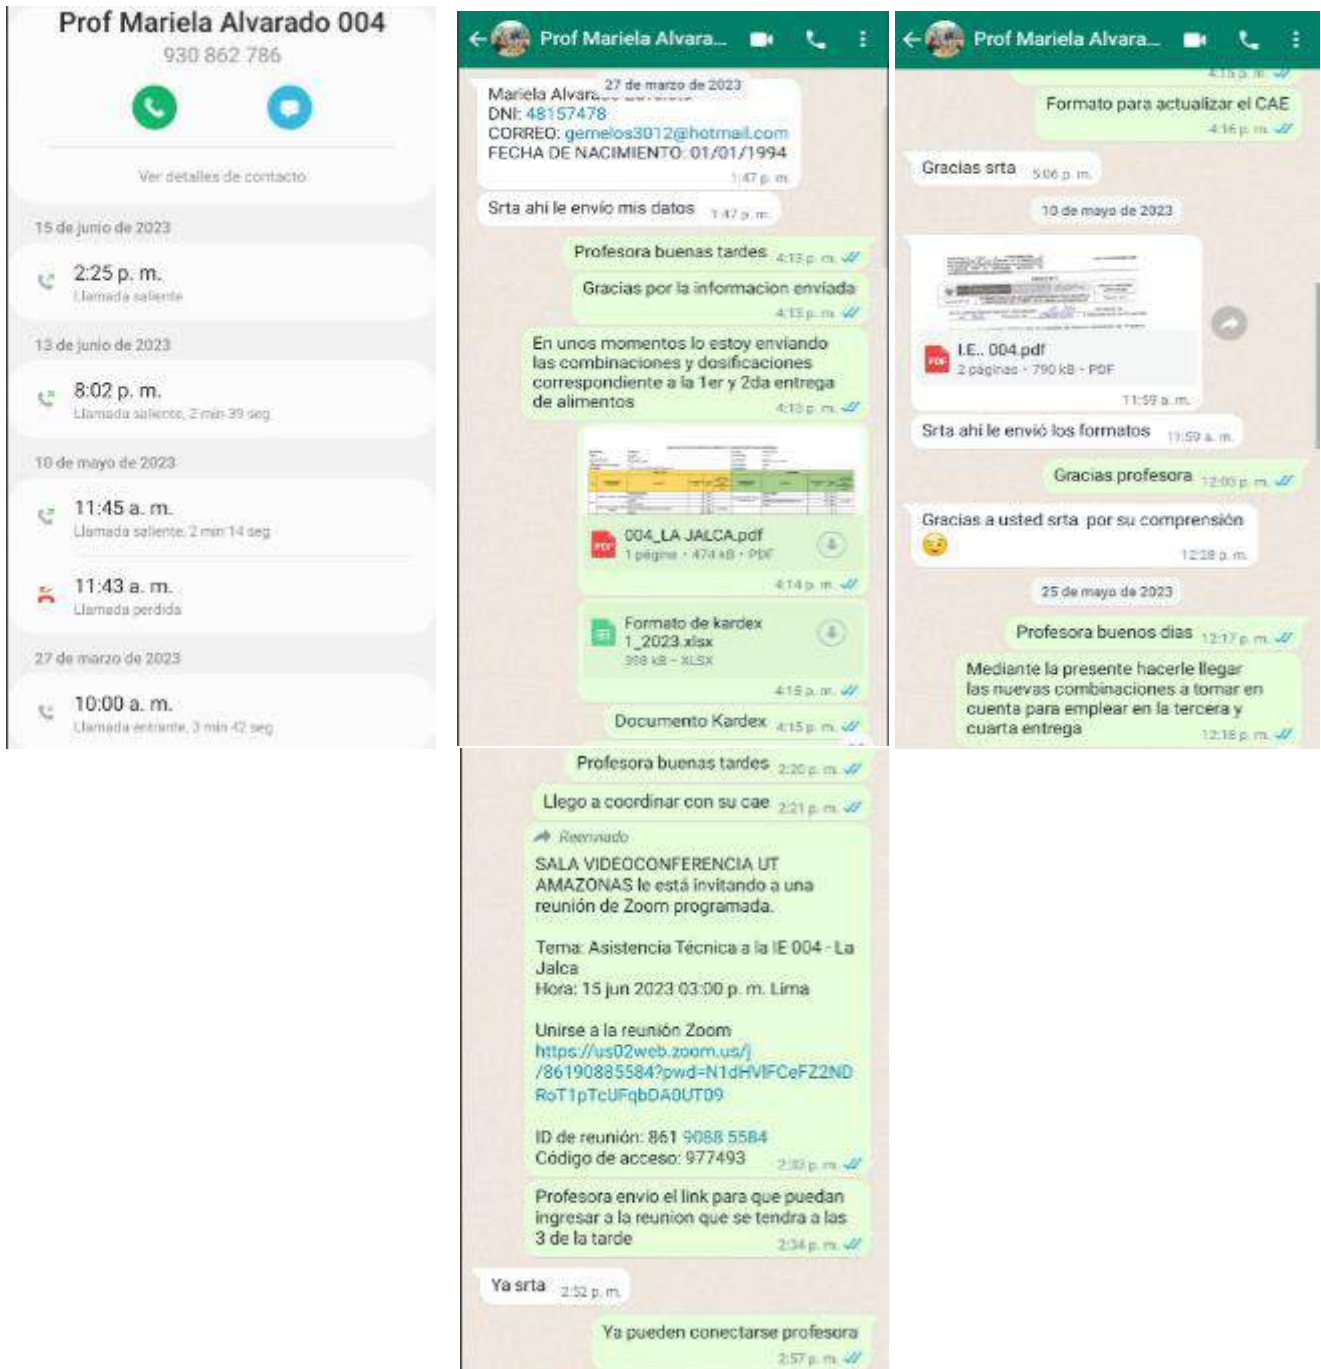 Prof Mariela Alvarado 004
930 862 786
Ver detalles de contacto
15 de junio de 2023
2:25 p. m.
Llamada saliente
13 de junio de 2023
8:02 p. m.
Llamada saliente, 2 min 39 seg
10 de mayo de 2023
11:45 a. m.
Llamada saliente, 2 min 14 seg
11:43 a. m.
Llamada perdida
27 de marzo de 2023
10:00 a. m.
Llamada entrante, 3 min 42 seg
Prof Mariela Alvara...
27 de marzo de 2023
Mariela Alvarado
DNI: 48157478
CORREO: gemelos3012@hotmail.com
FECHA DE NACIMIENTO: 01/01/1994
1:47 p. m.
Srta ahi le envío mis datos 1:47 p. m.
Profesora buenas tardes 4:13 p. m.
Gracias por la informacion enviada
4:13 p. m.
En unos momentos lo estoy enviando
las combinaciones y dosificaciones
correspondiente a la 1er y 2da entrega
de alimentos 4:13 p. m.
004_LA JALCA.pdf
PDF
1 página • 474 kB • PDF
4:14 p. m.
Formato de kardex
1_2023.xlsx
398 kB • XLSX
4:15 p. m.
Documento Kardex 4:15 p. m.
Prof Mariela Alvara...
4:15 p. m.
Formato para actualizar el CAE
4:16 p. m.
Gracias srta 5:06 p. m.
10 de mayo de 2023
I.E.. 004.pdf
PDF
2 páginas • 790 kB • PDF
11:59 a. m.
Srta ahi le envió los formatos 11:59 a. m.
Gracias profesora 12:03 p. m.
Gracias a usted srta por su comprensión
😉
12:28 p. m.
25 de mayo de 2023
Profesora buenos dias 12:17 p. m.
Mediante la presente hacerle llegar
las nuevas combinaciones a tomar en
cuenta para emplear en la tercera y
cuarta entrega 12:18 p. m.
Profesora buenas tardes 2:20 p. m.
Llego a coordinar con su cae 2:21 p. m.
Reenviado
SALA VIDEOCONFERENCIA UT
AMAZONAS le está invitando a una
reunión de Zoom programada.
Tema: Asistencia Técnica a la IE 004 - La
Jalca
Hora: 15 jun 2023 03:00 p. m. Lima
Unirse a la reunión Zoom
https://us02web.zoom.us/j
/86190885584?pwd=N1dHVlFCeFZ2ND
RoT1pTcUFqbDA0UT09
ID de reunión: 861 9088 5584
Código de acceso: 977493 2:33 p. m.
Profesora envio el link para que puedan
ingresar a la reunion que se tendra a las
3 de la tarde 2:34 p. m.
Ya srta 2:52 p. m.
Ya pueden conectarse profesora
2:57 p. m.